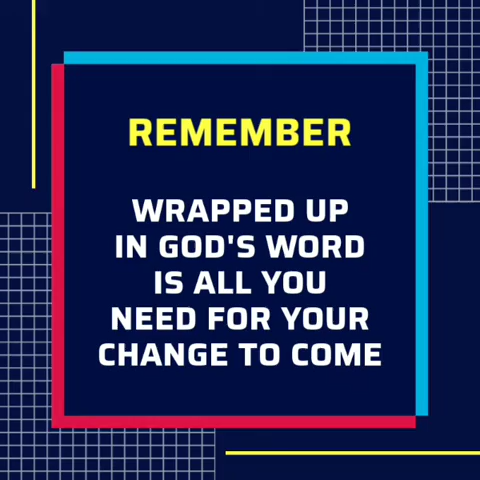 REMEMBER
WRAPPED UP
IN GOD'S WORD
IS ALL YOU
NEED FOR YOUR
CHANGE TO COME